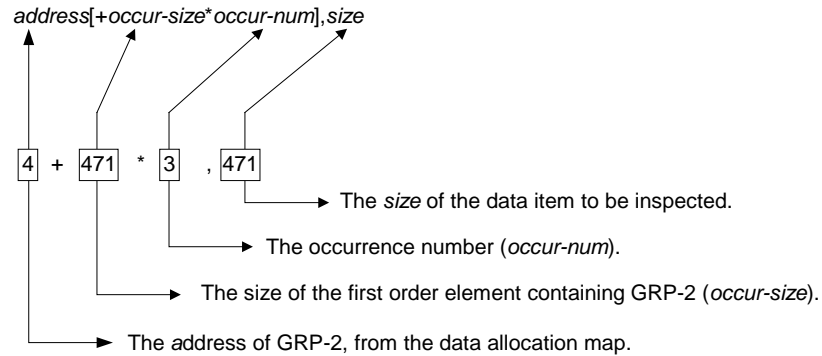 address[+occur-size*occur-num],size
4 + 471 * 3 , 471
The size of the data item to be inspected.
The occurrence number (occur-num).
The size of the first order element containing GRP-2 (occur-size).
The address of GRP-2, from the data allocation map.